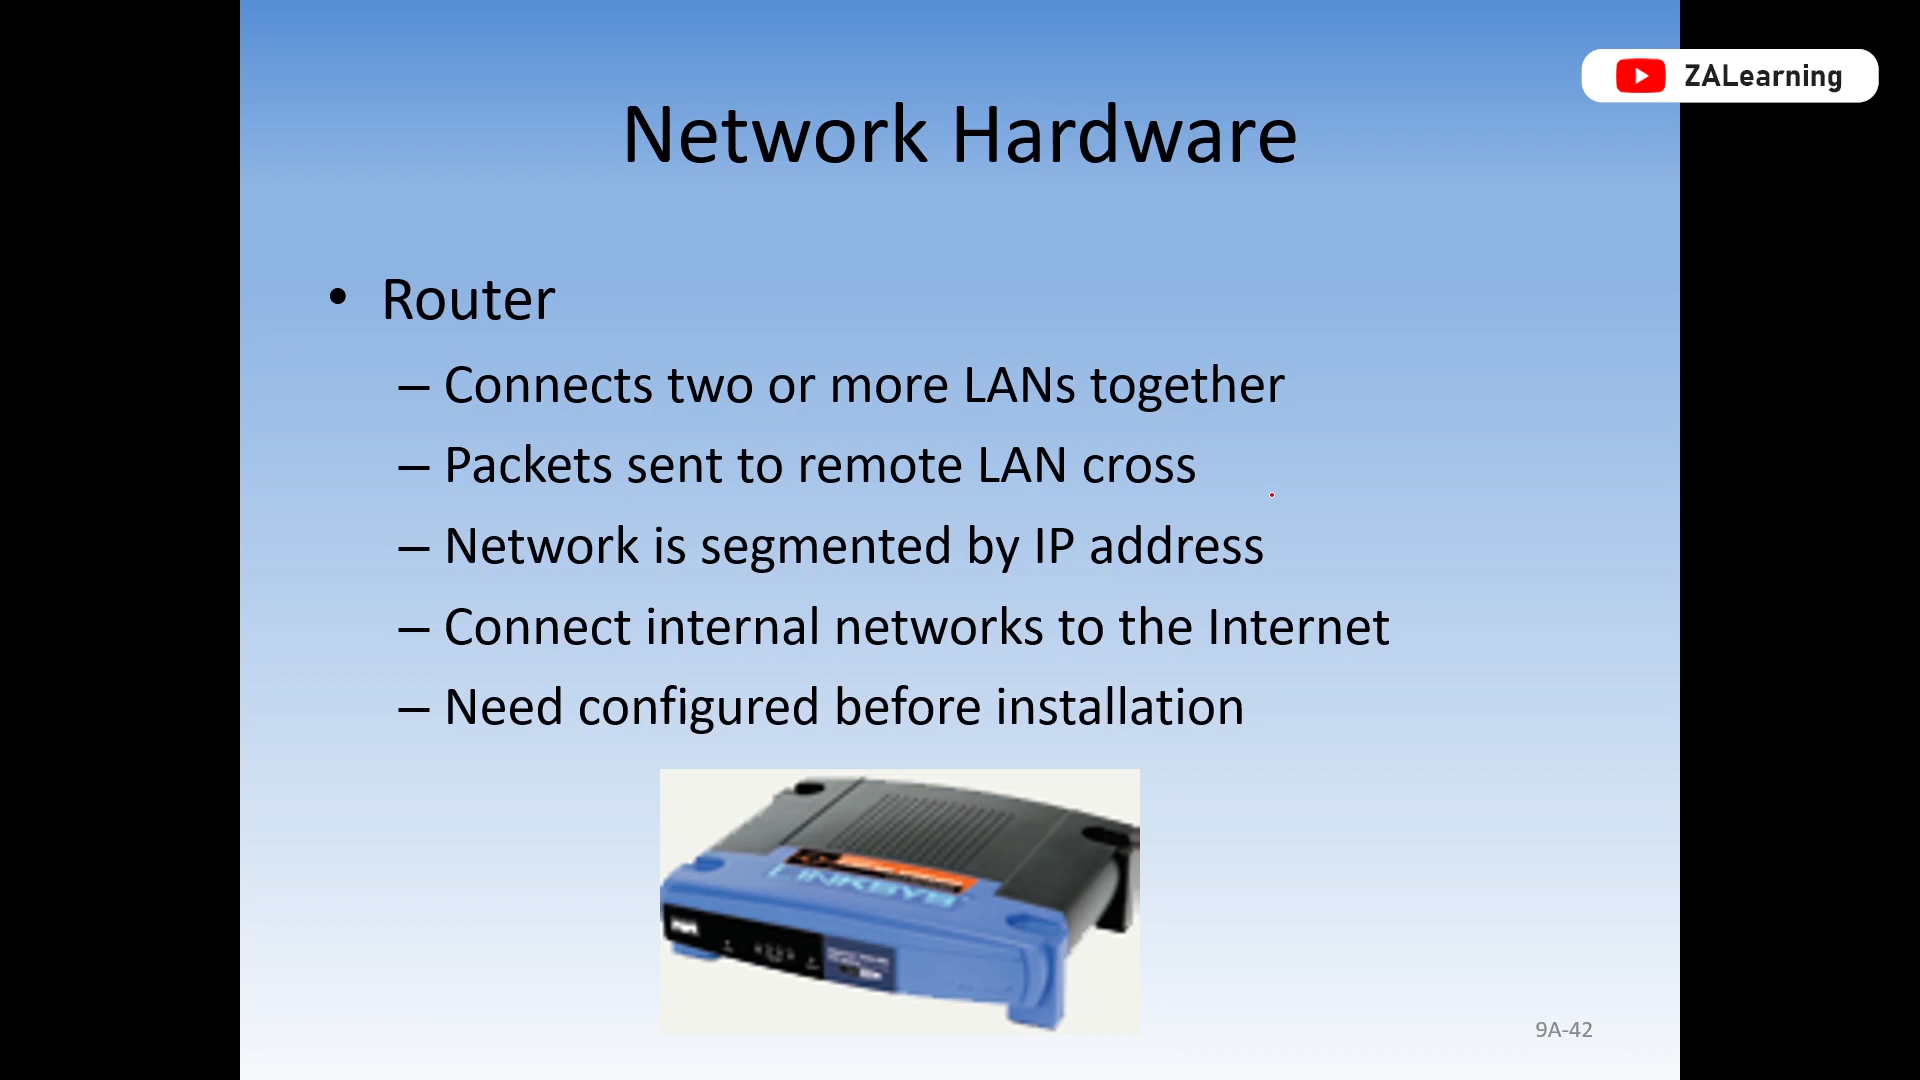 ZALearning
Network Hardware
• Router
– Connects two or more LANs together
– Packets sent to remote LAN cross
– Network is segmented by IP address
– Connect internal networks to the Internet
– Need configured before installation
LINKSYS
9A-42